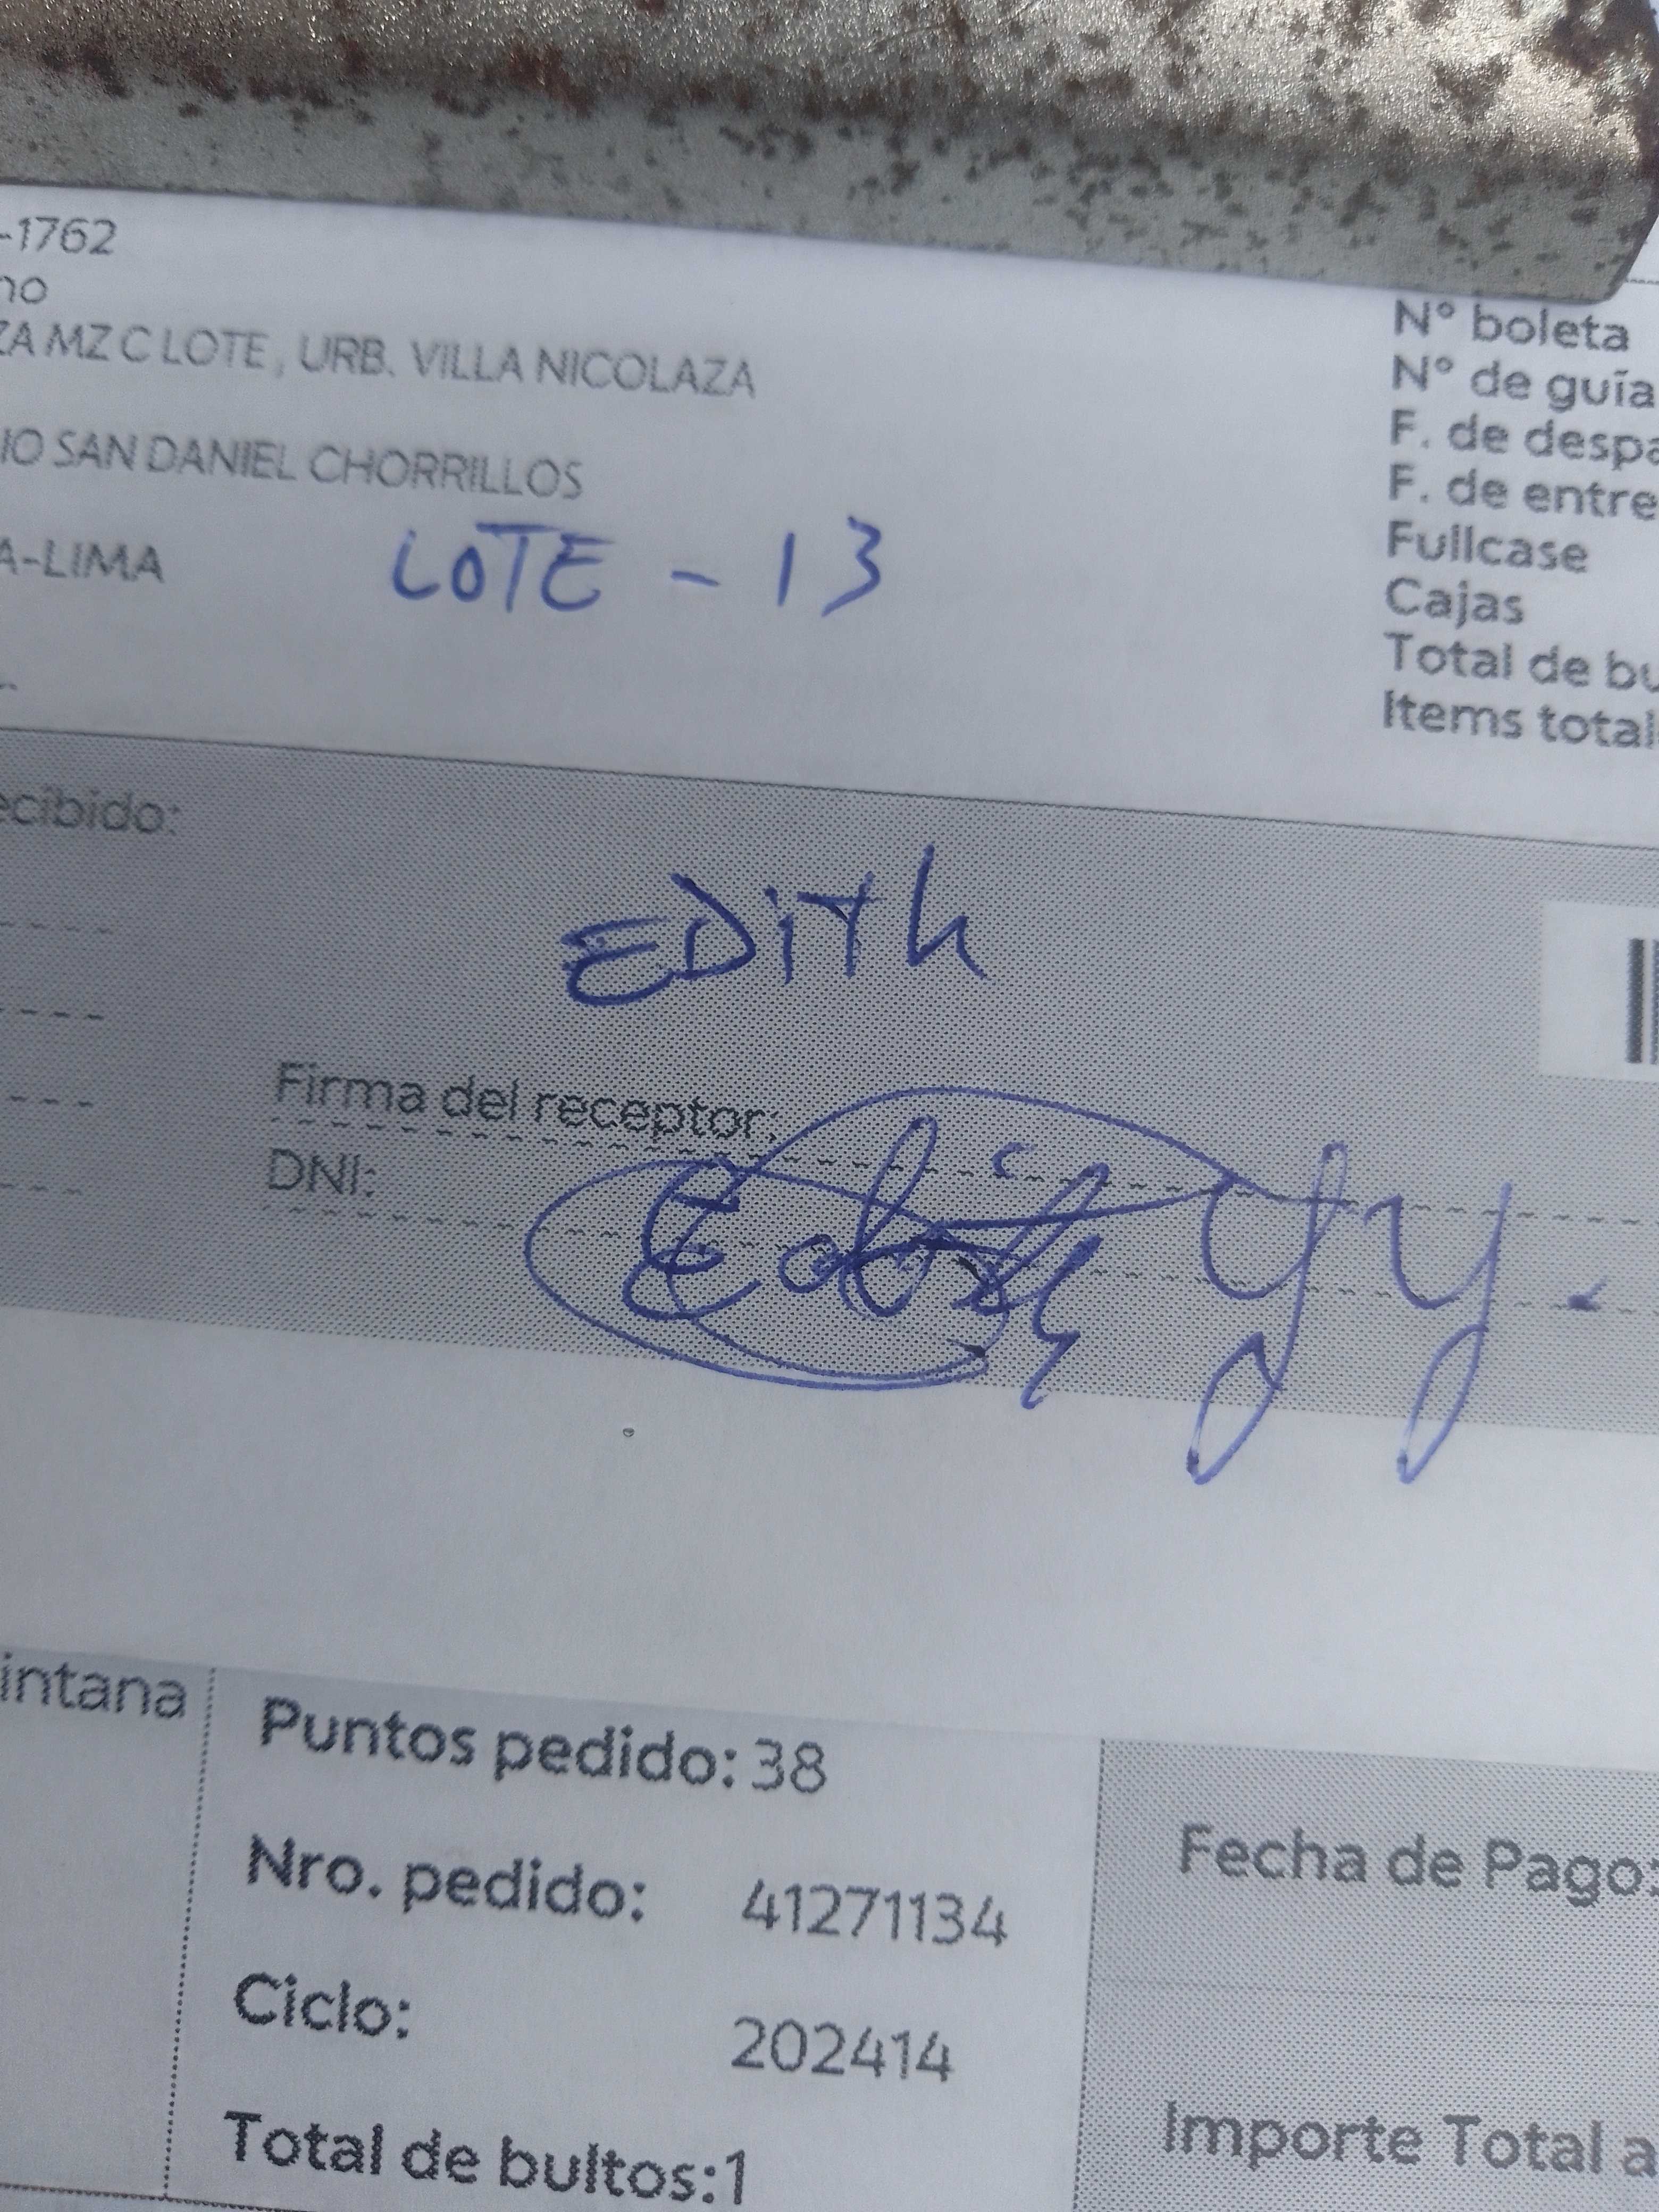 -1762
no
ZA MZ C LOTE , URB. VILLA NICOLAZA
IO SAN DANIEL CHORRILLOS
A-LIMA
LOTE - 13
Nº boleta
Nº de guía
F. de despa
F. de entre
Fullcase
Cajas
Total de bu
Items total
ecibido:
EDITH
Firma del receptor:
DNI:
intana
Puntos pedido: 38
Nro. pedido: 41271134
Ciclo: 202414
Total de bultos:1
Fecha de Pago:
Importe Total a